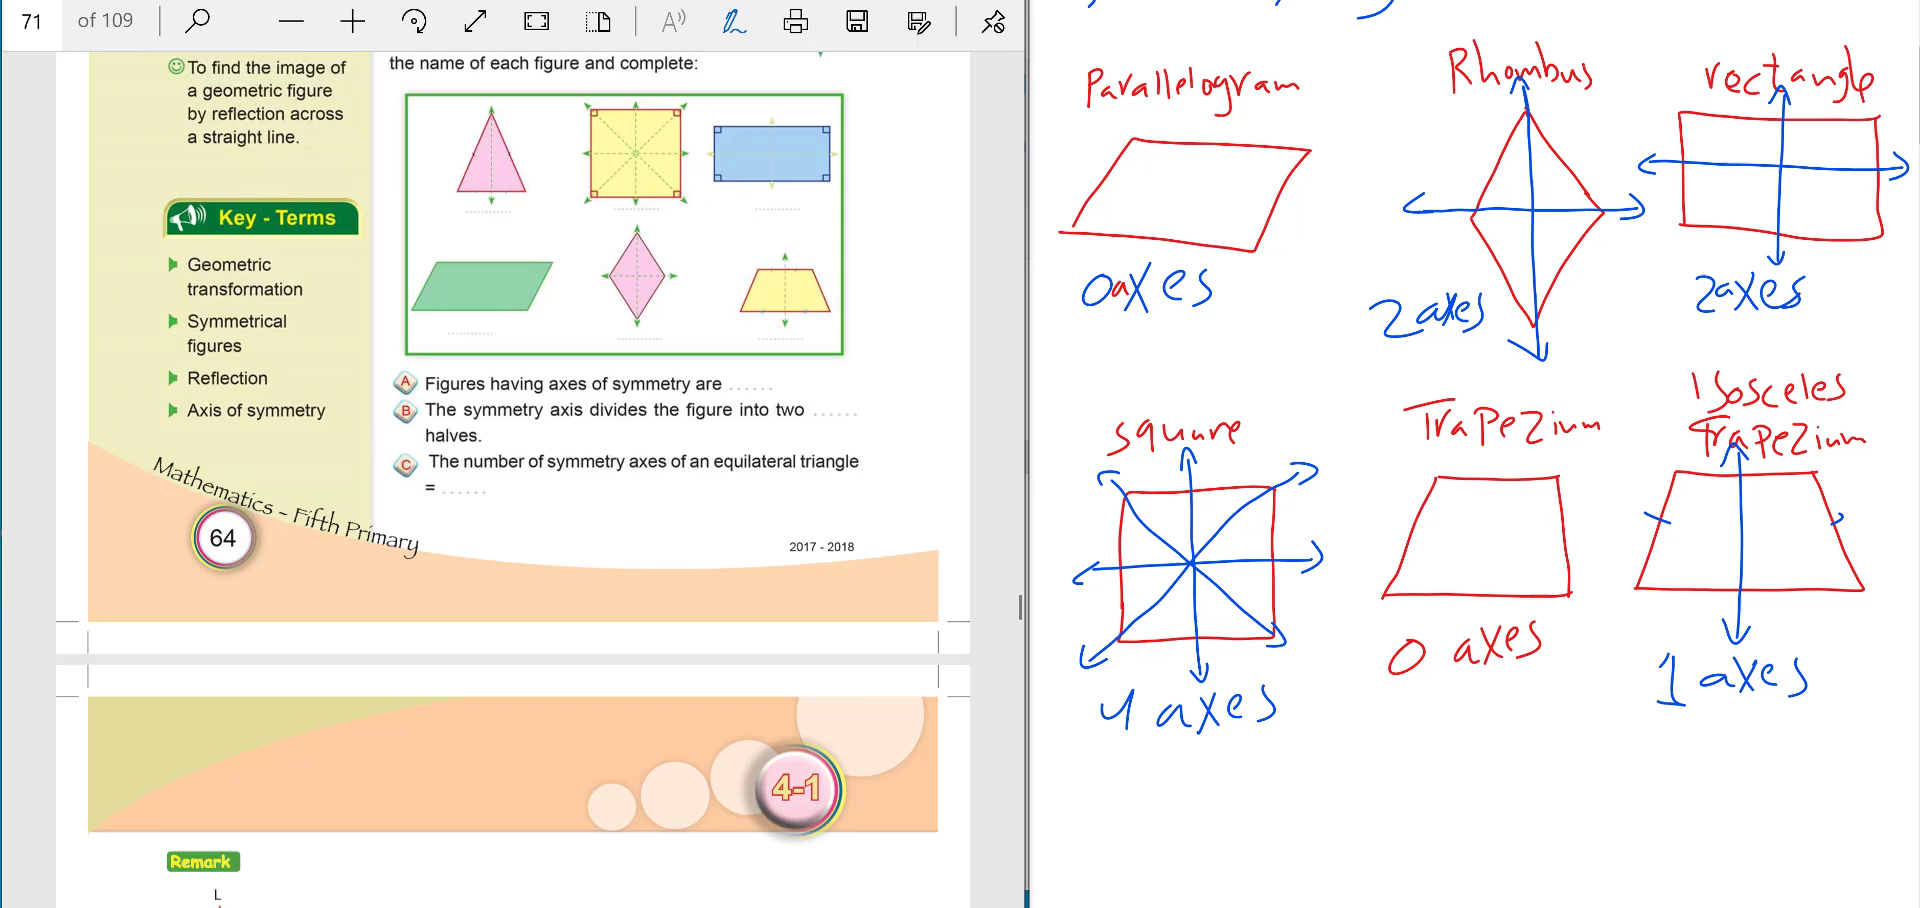 71 of 109
the name of each figure and complete:
To find the image of
a geometric figure
by reflection across
a straight line.
Key - Terms
Geometric
transformation
Symmetrical
figures
Reflection
Axis of symmetry
A Figures having axes of symmetry are ......
B The symmetry axis divides the figure into two ......
halves.
C The number of symmetry axes of an equilateral triangle
= ......
Mathematics - Fifth Primary
64
2017 - 2018
4-1
Remark
L
Parallelogram
0 axes
Rhombus
2 axes
rectangle
2 axes
square
4 axes
Trapezium
0 axes
Isosceles
Trapezium
1 axes